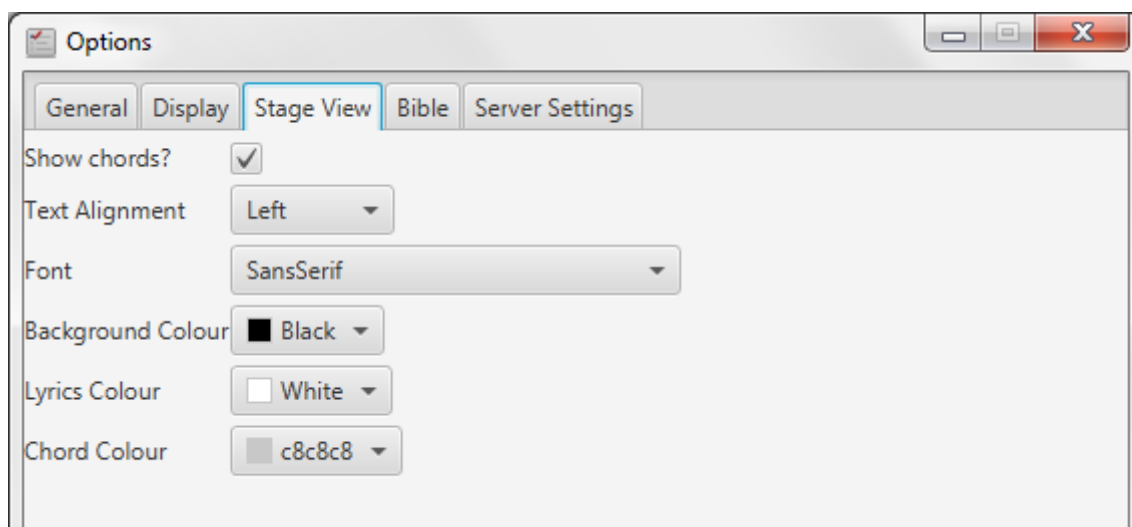 Options
General Display Stage View Bible Server Settings
Show chords?
Text Alignment Left
Font SansSerif
Background Colour Black
Lyrics Colour White
Chord Colour c8c8c8